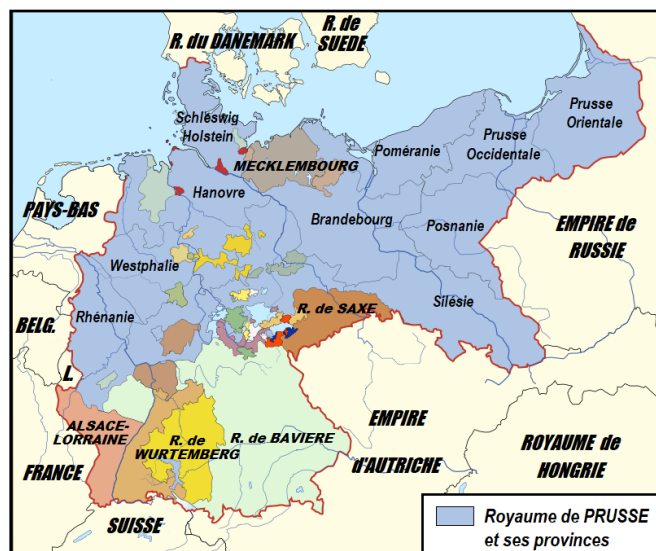 R. du DANEMARK
R. de
SUEDE
Schleswig
Holstein
MECKLEMBOURG
Poméranie
Prusse
Occidentale
Prusse
Orientale
PAYS-BAS
Hanovre
Brandebourg
Posnanie
EMPIRE de
RUSSIE
Westphalie
Rhénanie
BELG.
R. de SAXE
Silésie
L
ALSACE-
LORRAINE
R. de
WURTEMBERG
R. de BAVIERE
EMPIRE
d'AUTRICHE
ROYAUME de
HONGRIE
FRANCE
SUISSE
Royaume de PRUSSE
et ses provinces